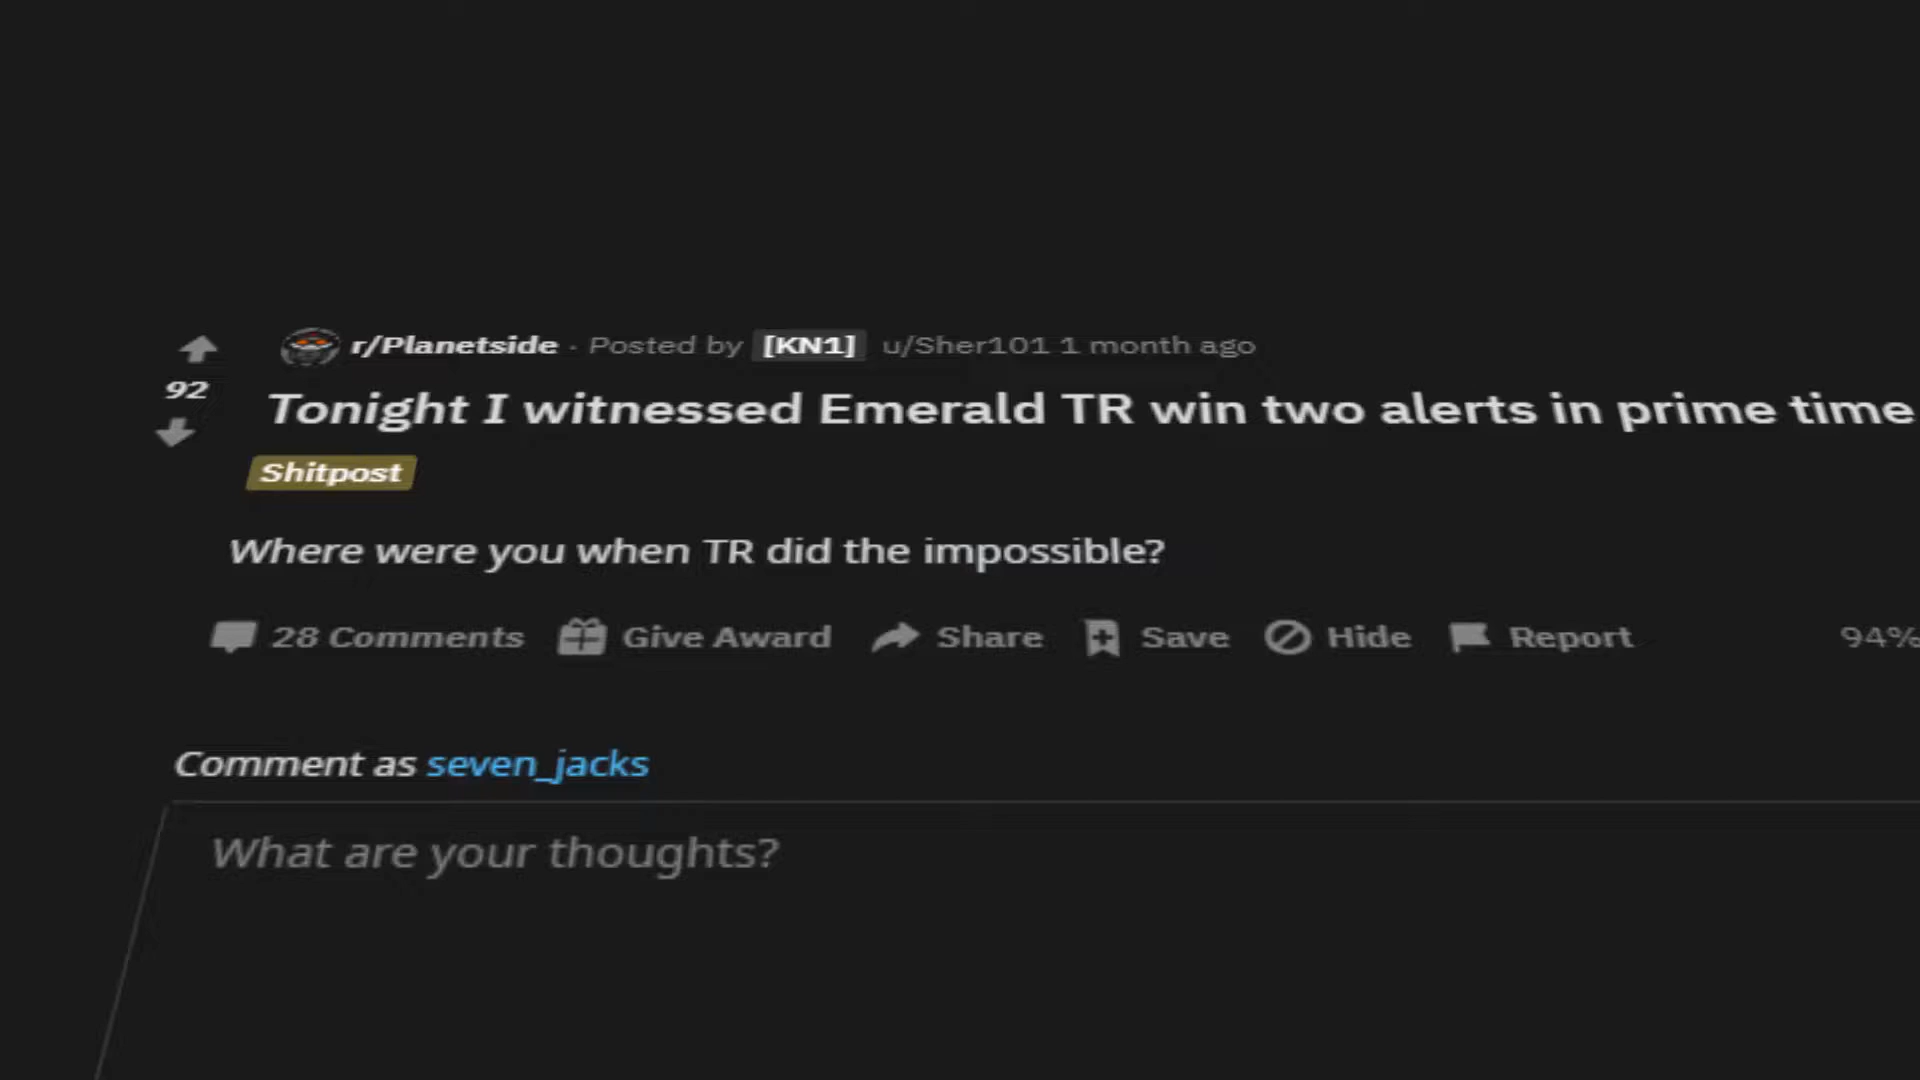 r/Planetside · Posted by [KN1] u/Sher101 1 month ago
92
Tonight I witnessed Emerald TR win two alerts in prime time
Shitpost
Where were you when TR did the impossible?
28 Comments Give Award Share Save Hide Report 94%
Comment as seven_jacks
What are your thoughts?